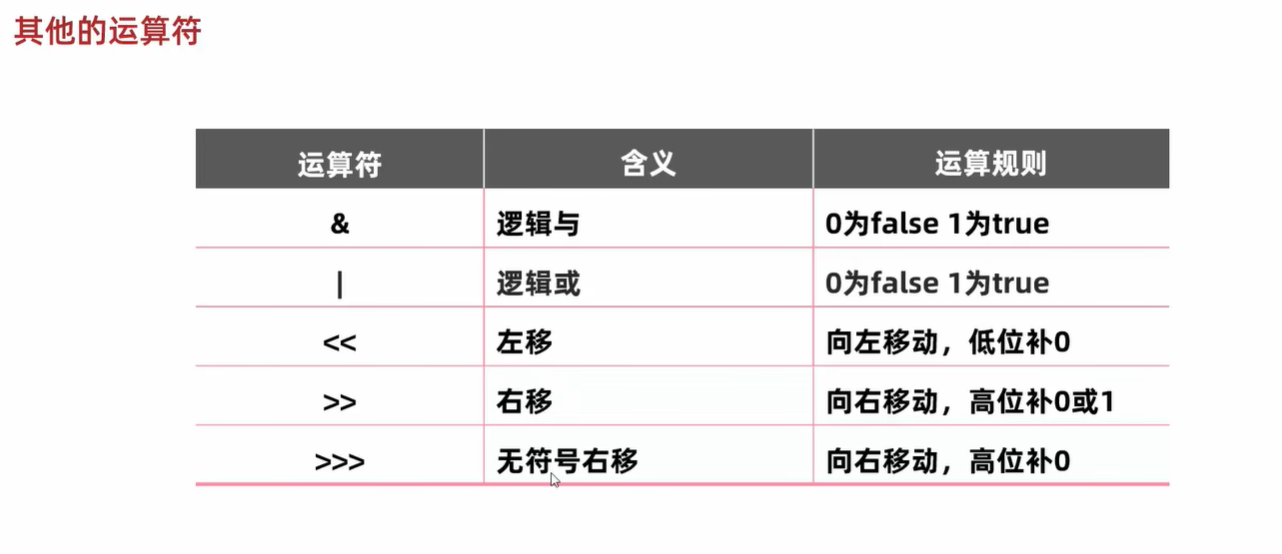 其他的运算符
运算符 含义 运算规则
& 逻辑与 0为false 1为true
| 逻辑或 0为false 1为true
<< 左移 向左移动，低位补0
>> 右移 向右移动，高位补0或1
>>> 无符号右移 向右移动，高位补0